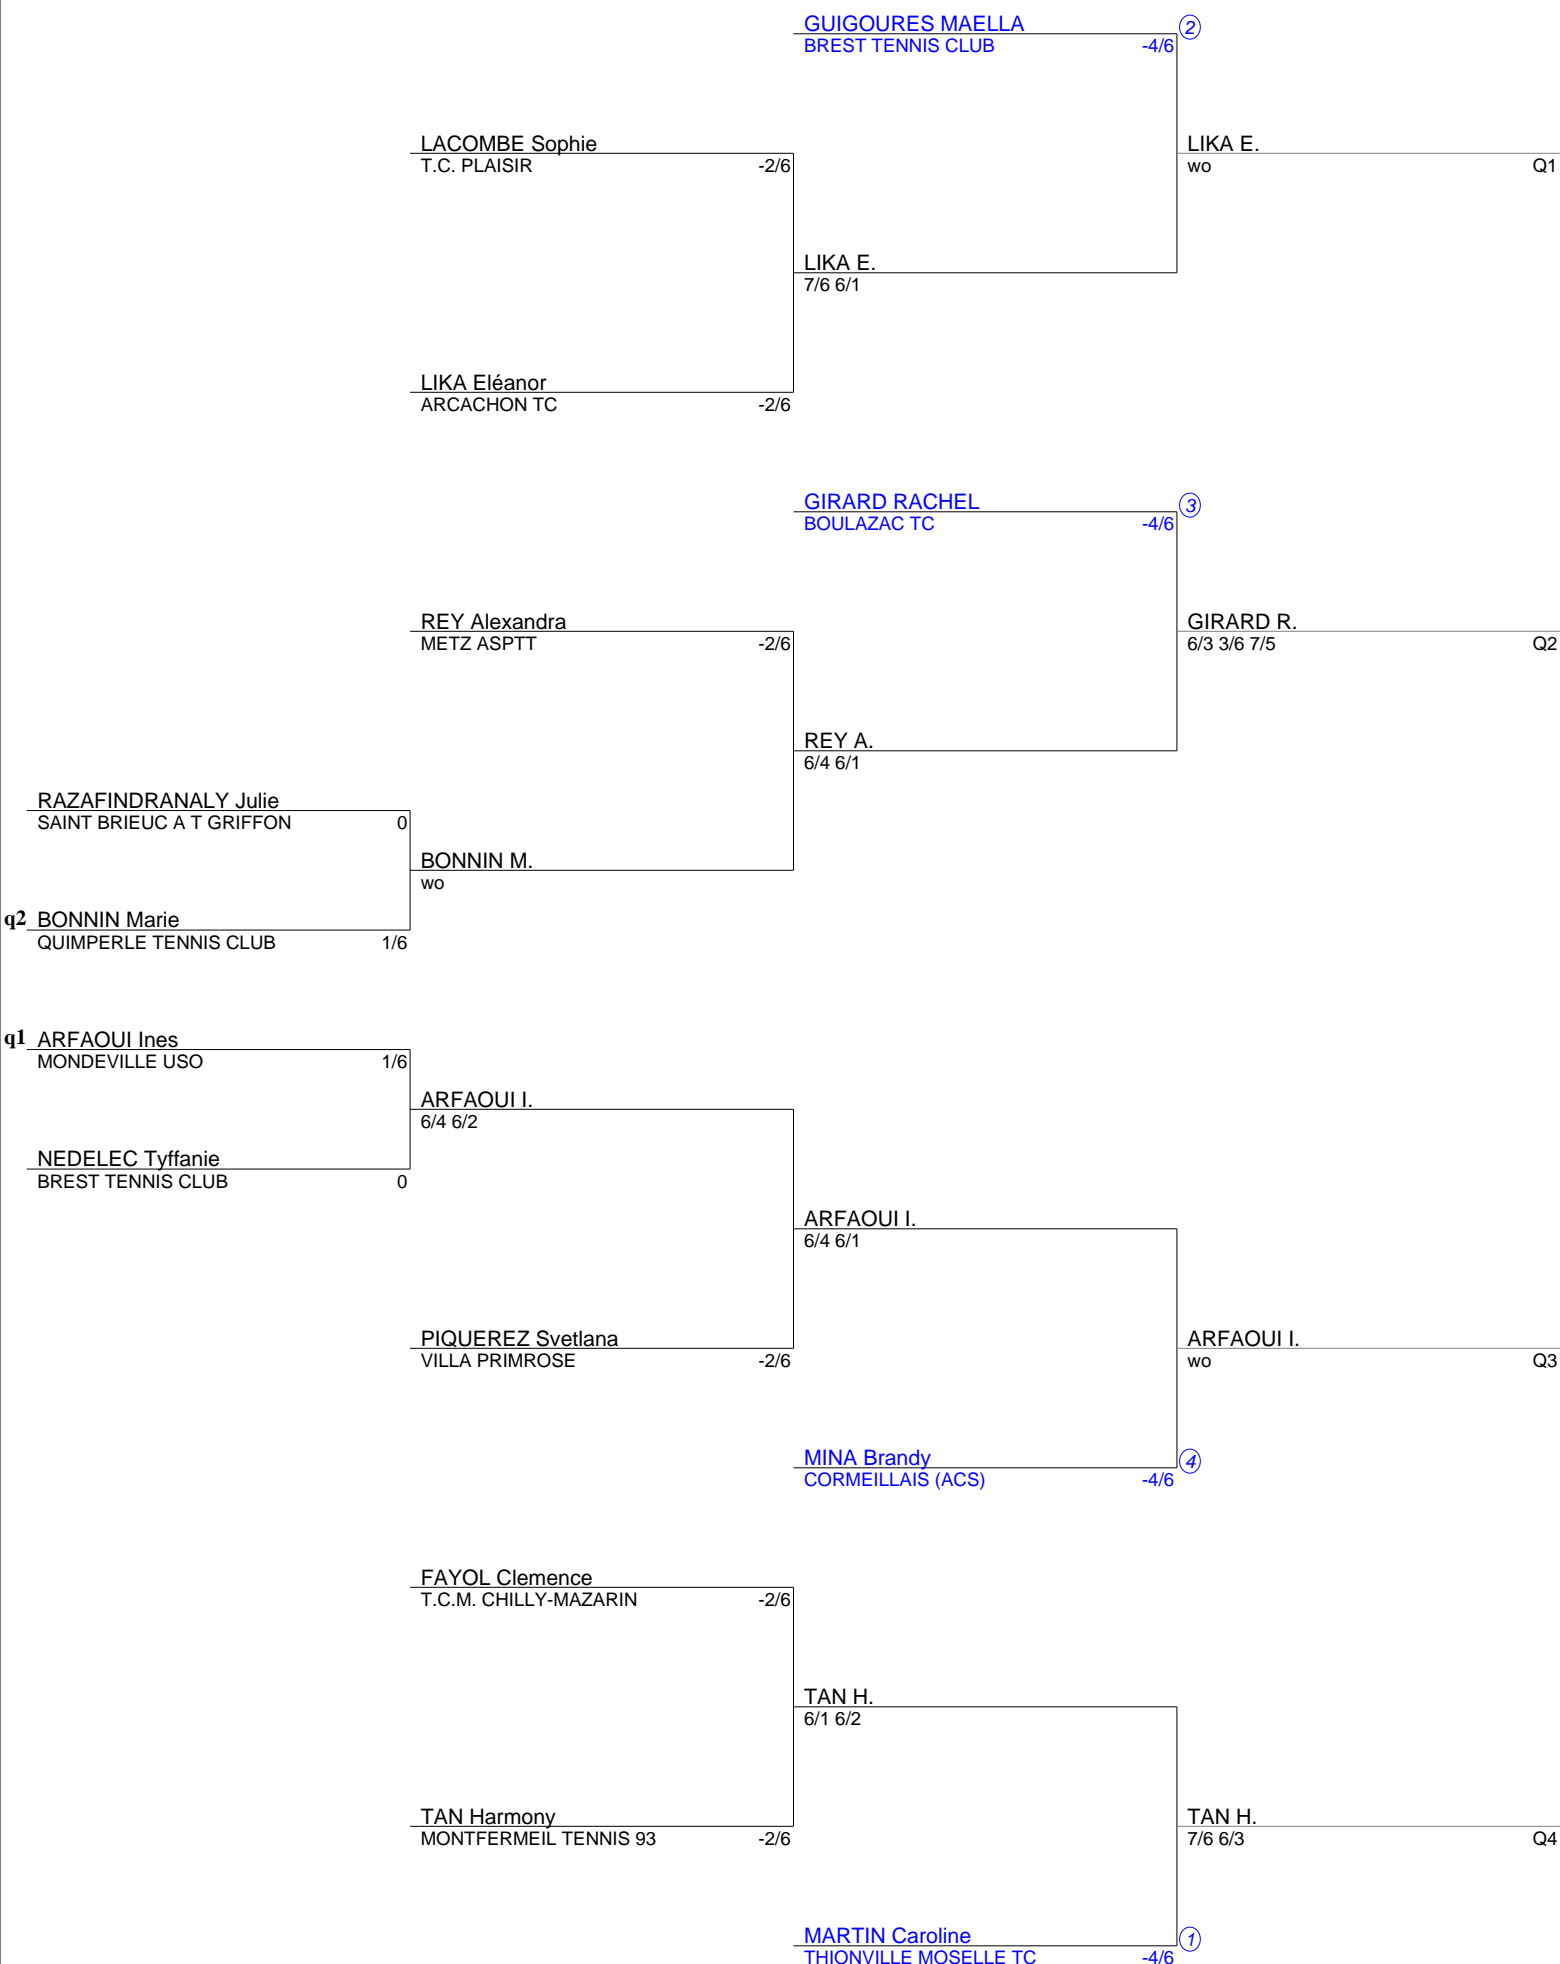 GUIGOURES MAELLA 2
BREST TENNIS CLUB -4/6
LACOMBE Sophie
T.C. PLAISIR -2/6
LIKA E.
wo Q1
LIKA E.
7/6 6/1
LIKA Eléanor
ARCACHON TC -2/6
GIRARD RACHEL 3
BOULAZAC TC -4/6
REY Alexandra
METZ ASPTT -2/6
GIRARD R.
6/3 3/6 7/5 Q2
REY A.
6/4 6/1
RAZAFINDRANALY Julie
SAINT BRIEUC A T GRIFFON 0
BONNIN M.
wo
q2 BONNIN Marie
QUIMPERLE TENNIS CLUB 1/6
q1 ARFAOUI Ines
MONDEVILLE USO 1/6
ARFAOUI I.
6/4 6/2
NEDELEC Tyffanie
BREST TENNIS CLUB 0
ARFAOUI I.
6/4 6/1
PIQUEREZ Svetlana
VILLA PRIMROSE -2/6
ARFAOUI I.
wo Q3
MINA Brandy 4
CORMEILLAIS (ACS) -4/6
FAYOL Clemence
T.C.M. CHILLY-MAZARIN -2/6
TAN H.
6/1 6/2
TAN Harmony
MONTFERMEIL TENNIS 93 -2/6
TAN H.
7/6 6/3 Q4
MARTIN Caroline 1
THIONVILLE MOSELLE TC -4/6